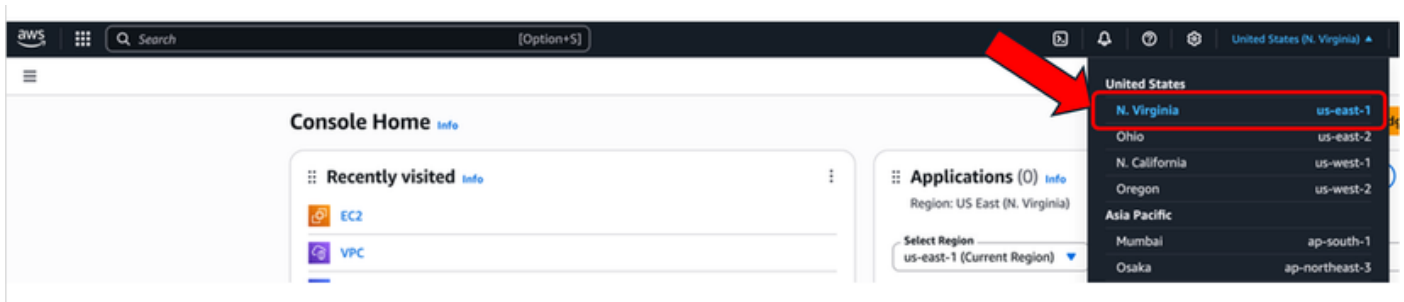 aws
Search [Option+S]
United States (N. Virginia)
Console Home Info
Recently visited Info
EC2
VPC
Applications (0) Info
Region: US East (N. Virginia)
Select Region
us-east-1 (Current Region)
United States
N. Virginia us-east-1
Ohio us-east-2
N. California us-west-1
Oregon us-west-2
Asia Pacific
Mumbai ap-south-1
Osaka ap-northeast-3